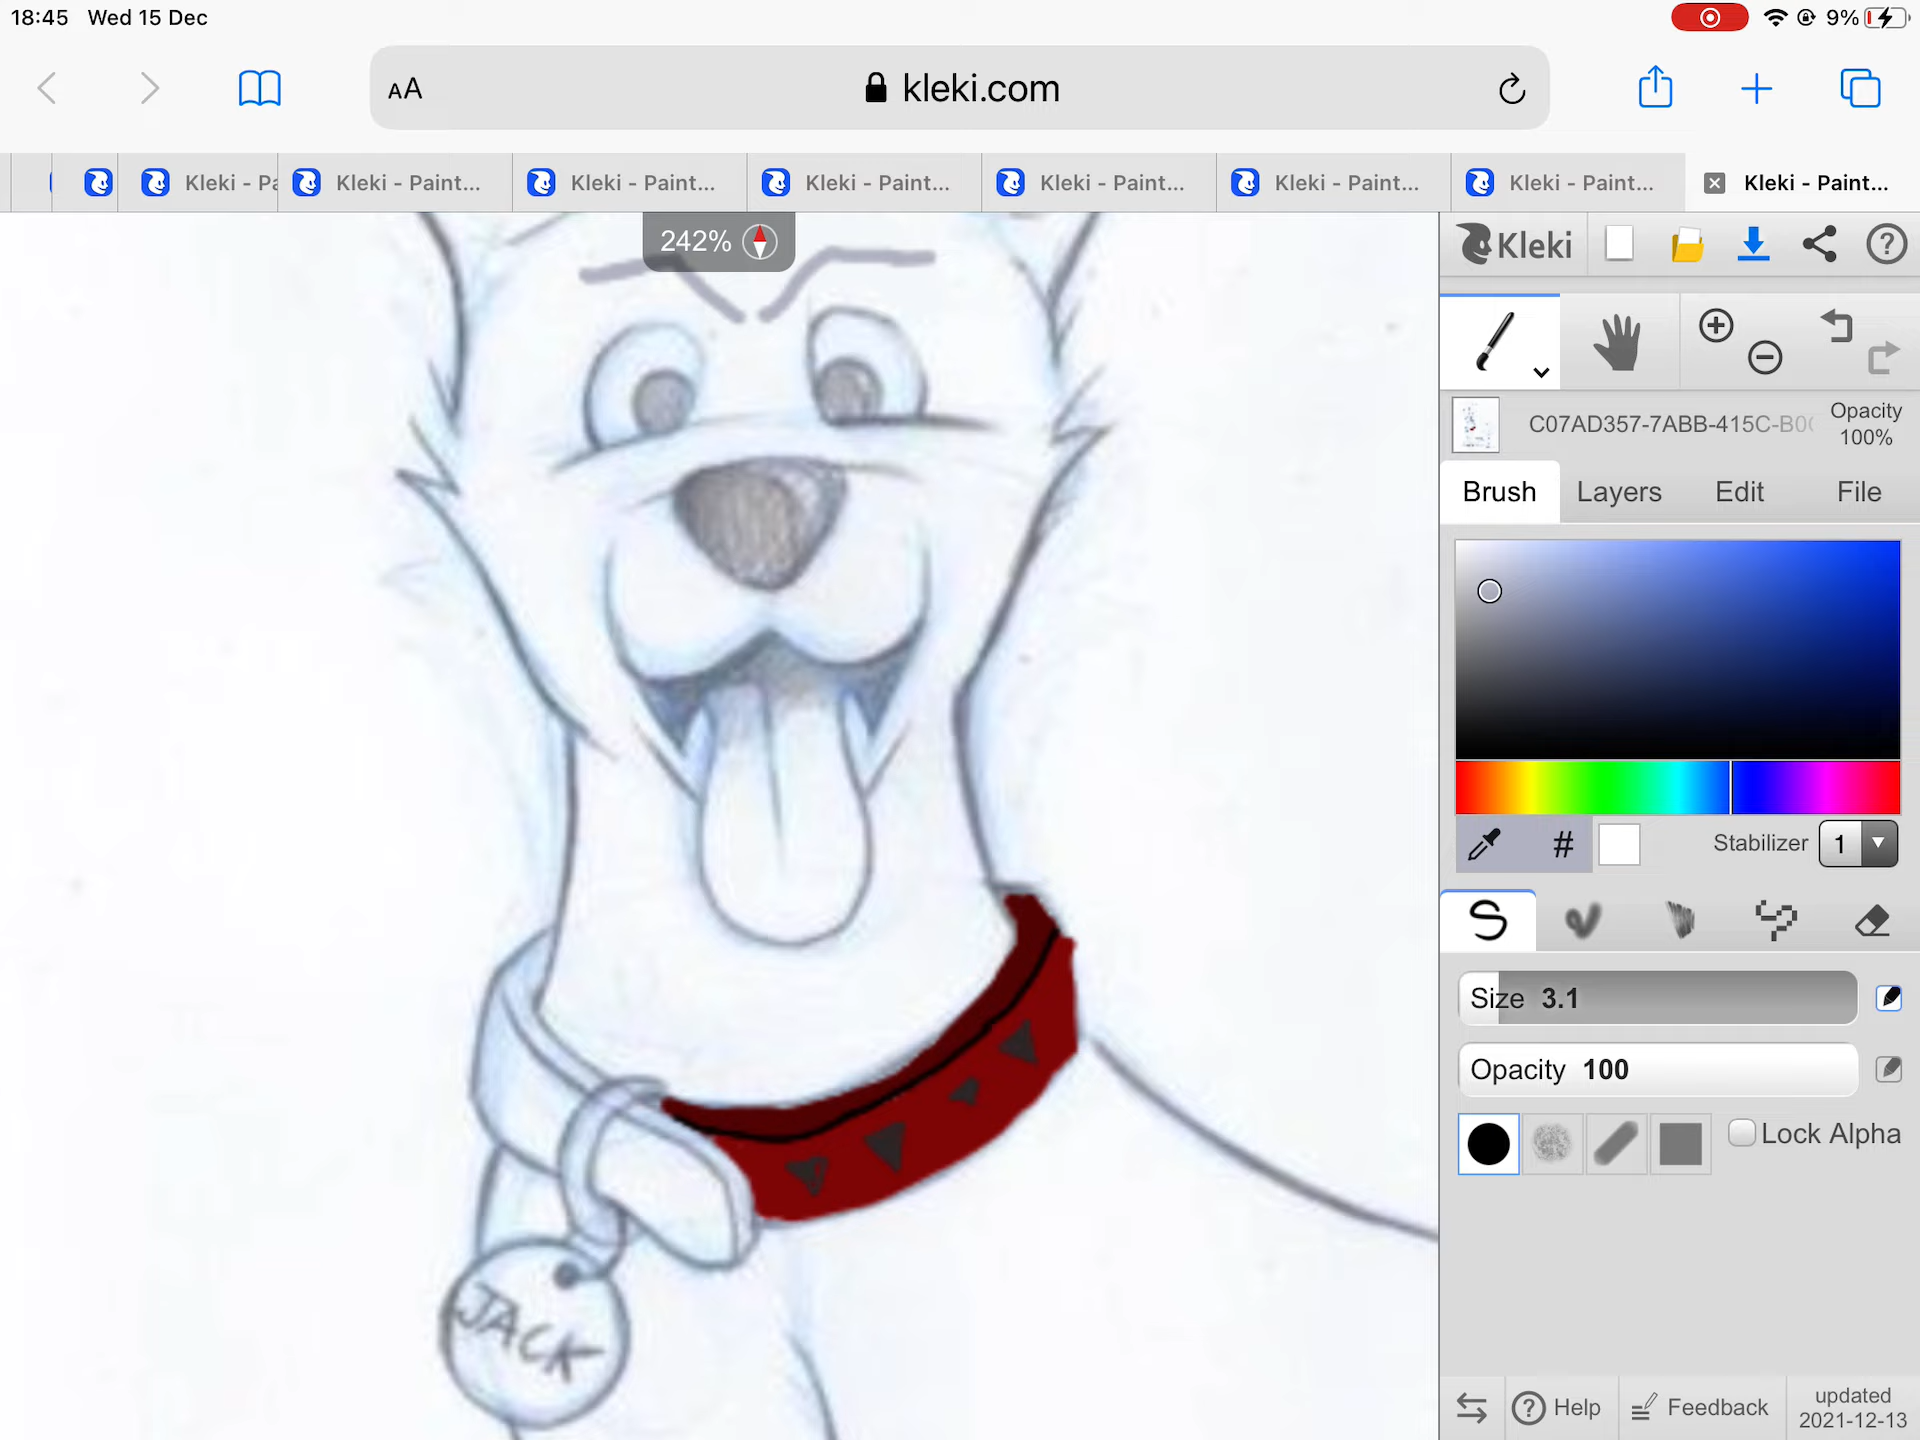 18:45 Wed 15 Dec
9%
AA
kleki.com
Kleki - Pa
Kleki - Paint...
Kleki - Paint...
Kleki - Paint...
Kleki - Paint...
Kleki - Paint...
Kleki - Paint...
Kleki - Paint...
242%
Kleki
C07AD357-7ABB-415C-B0
Opacity
100%
Brush Layers Edit File
#
Stabilizer 1
Size 3.1
Opacity 100
Lock Alpha
JACK
Help
Feedback
updated
2021-12-13